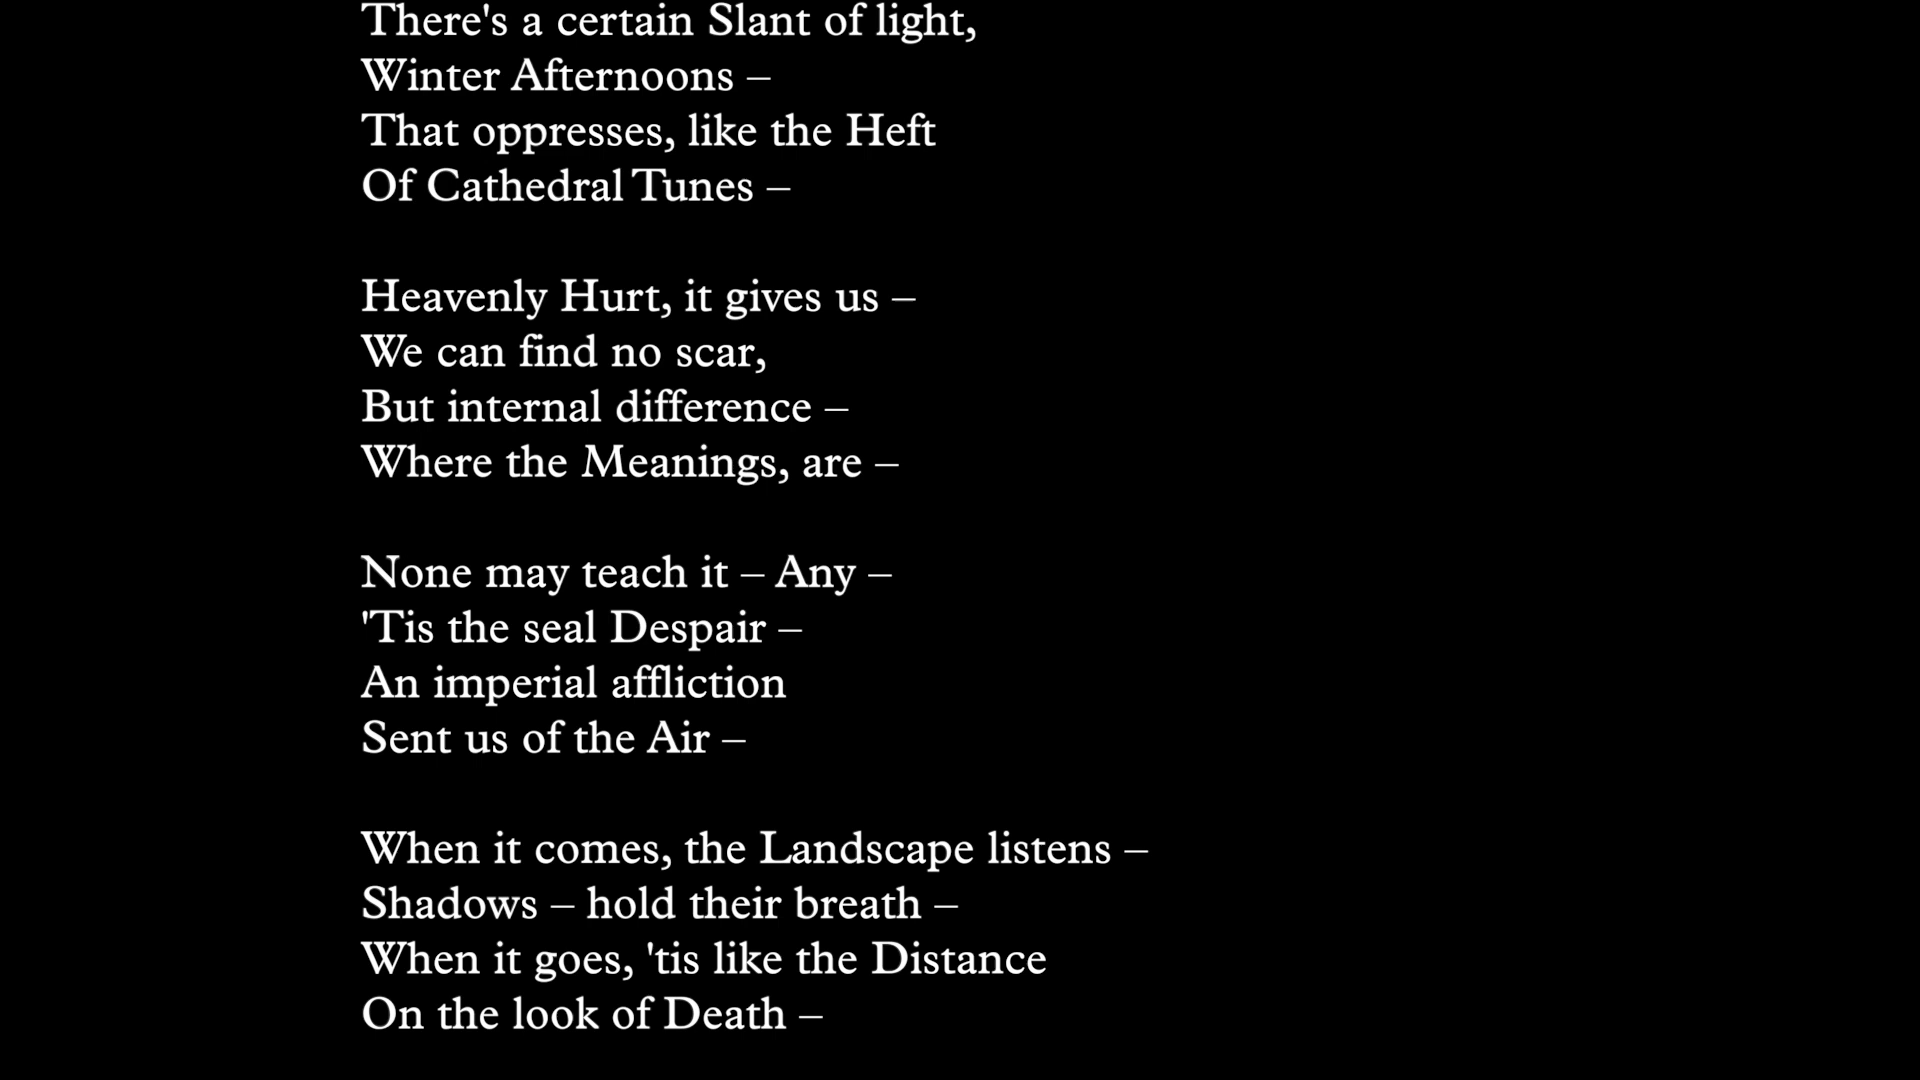 There's a certain Slant of light,
Winter Afternoons –
That oppresses, like the Heft
Of Cathedral Tunes –

Heavenly Hurt, it gives us –
We can find no scar,
But internal difference –
Where the Meanings, are –

None may teach it – Any –
'Tis the seal Despair –
An imperial affliction
Sent us of the Air –

When it comes, the Landscape listens –
Shadows – hold their breath –
When it goes, 'tis like the Distance
On the look of Death –